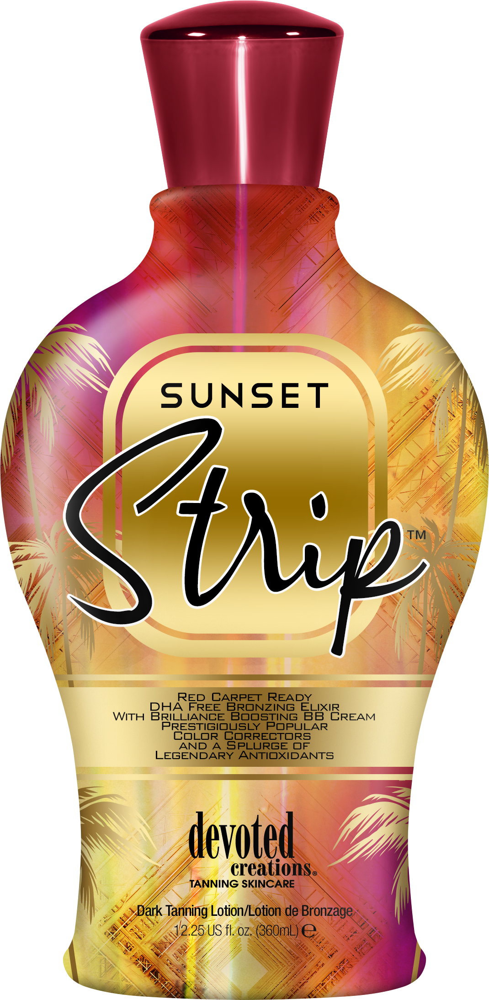 SUNSET
Strip™
RED CARPET READY
DHA FREE BRONZING ELIXIR
WITH BRILLIANCE BOOSTING BB CREAM
PRESTIGIOUSLY POPULAR
COLOR CORRECTORS
AND A SPLURGE OF
LEGENDARY ANTIOXIDANTS
devoted
creations®
TANNING SKINCARE
Dark Tanning Lotion/Lotion de Bronzage
12.25 US fl. oz. (360mL) ℮